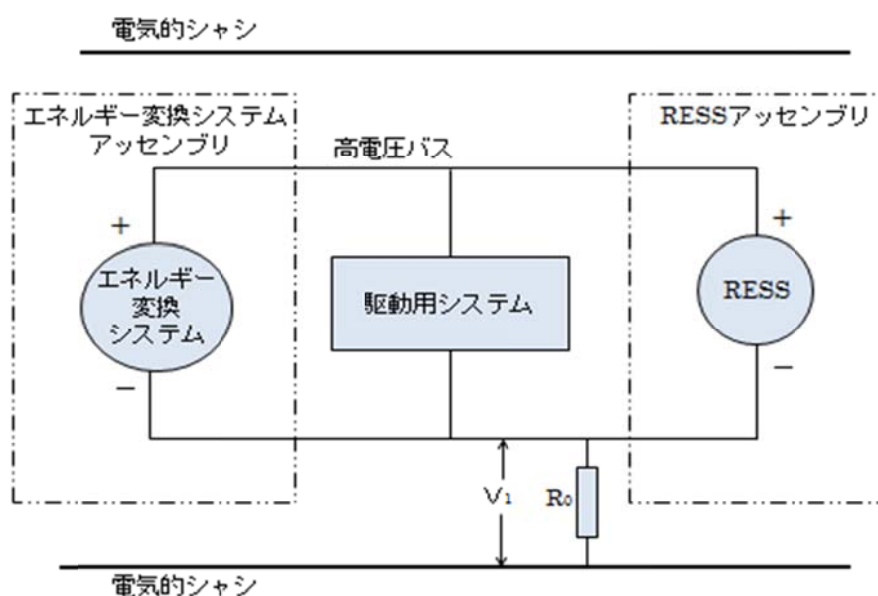 電気的シャシ
エネルギー変換システム
アッセンブリ
RESSアッセンブリ
高電圧バス
+
+
エネルギー
変換
システム
駆動用システム
RESS
−
−
V1
R0
電気的シャシ